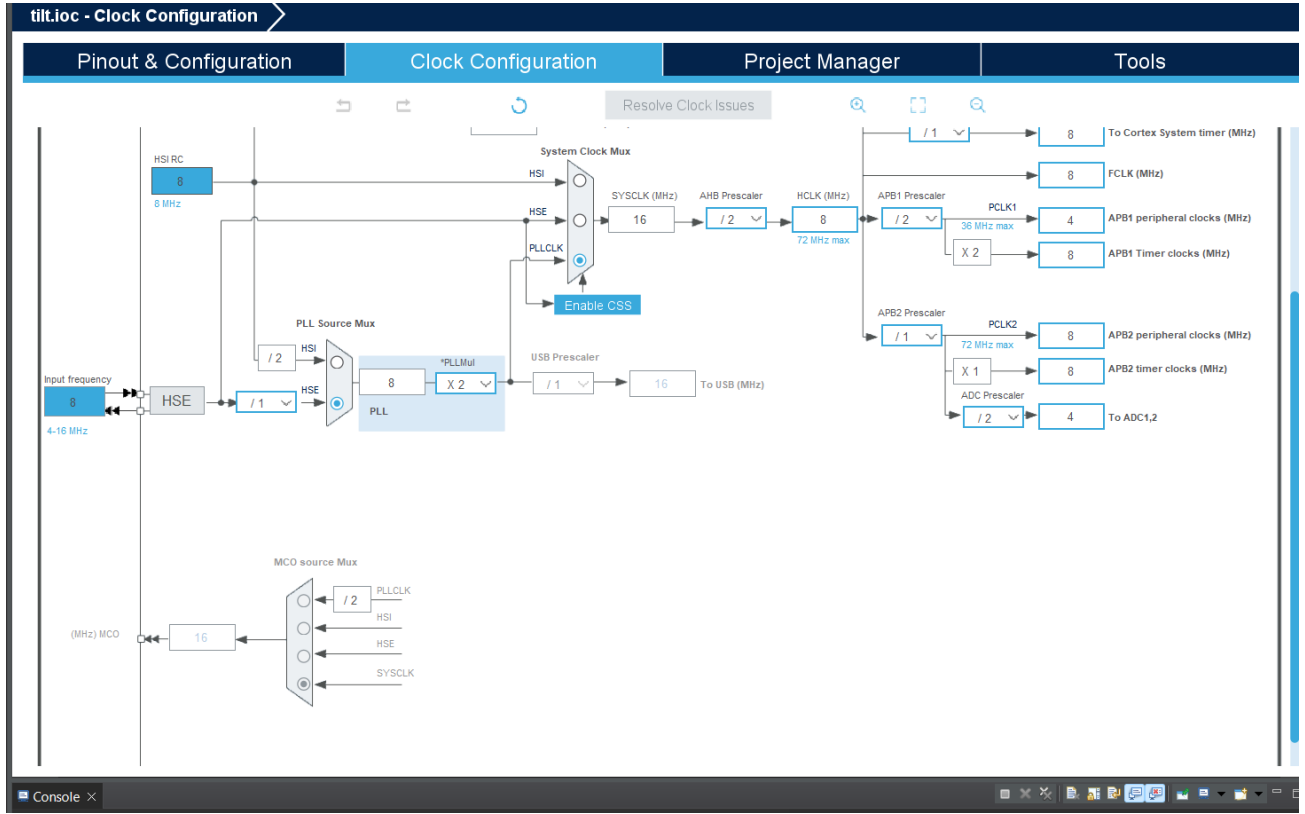 tilt.ioc - Clock Configuration
Pinout & Configuration
Clock Configuration
Project Manager
Tools
Resolve Clock Issues
/ 1
8
To Cortex System timer (MHz)
System Clock Mux
HSI RC
8
8 MHz
HSI
8
FCLK (MHz)
SYSCLK (MHz)
AHB Prescaler
HCLK (MHz)
APB1 Prescaler
HSE
16
/ 2
8
/ 2
PCLK1
36 MHz max
4
APB1 peripheral clocks (MHz)
72 MHz max
PLLCLK
X 2
8
APB1 Timer clocks (MHz)
Enable CSS
APB2 Prescaler
PLL Source Mux
/ 1
PCLK2
72 MHz max
8
APB2 peripheral clocks (MHz)
HSI
/ 2
*PLLMul
USB Prescaler
X 1
8
APB2 timer clocks (MHz)
Input frequency
8
4-16 MHz
HSE
/ 1
HSE
8
X 2
PLL
/ 1
16
To USB (MHz)
ADC Prescaler
/ 2
4
To ADC1,2
MCO source Mux
PLLCLK
/ 2
HSI
(MHz) MCO
16
HSE
SYSCLK
Console